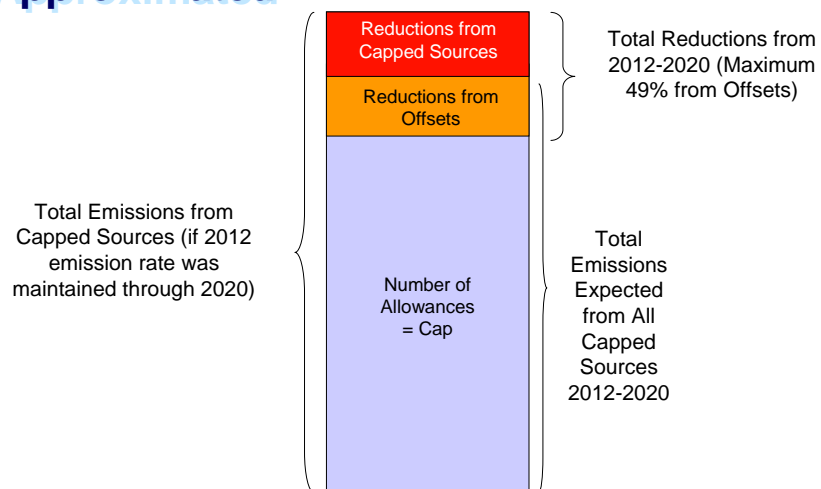 Approximated
Reductions from
Capped Sources
Total Reductions from
2012-2020 (Maximum
49% from Offsets)
Reductions from
Offsets
Total Emissions from
Capped Sources (if 2012
emission rate was
maintained through 2020)
Number of
Allowances
= Cap
Total
Emissions
Expected
from All
Capped
Sources
2012-2020